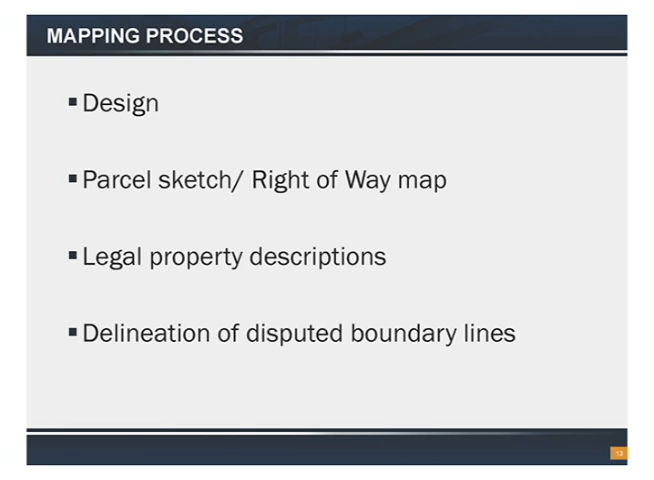 MAPPING PROCESS
▪ Design
▪ Parcel sketch/ Right of Way map
▪ Legal property descriptions
▪ Delineation of disputed boundary lines
13